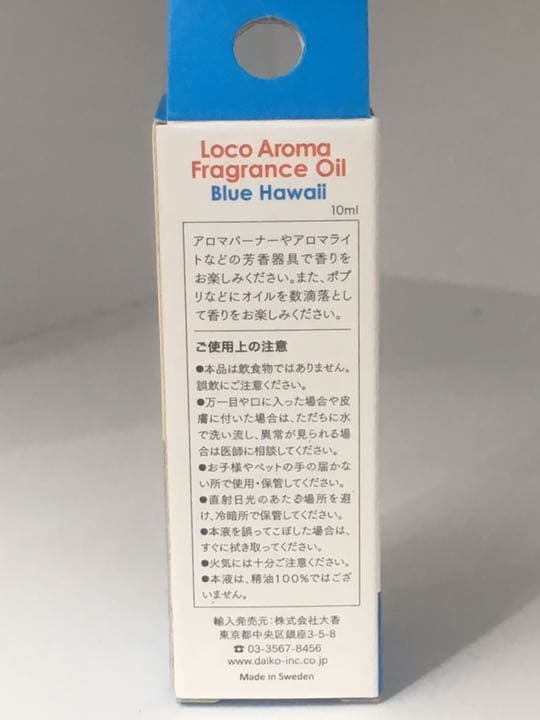 Loco Aroma
Fragrance Oil
Blue Hawaii
10ml
アロマバーナーやアロマライ
トなどの芳香器具で香りを
お楽しみください。また、ポプ
リなどにオイルを数滴落とし
て香りをお楽しみください。
ご使用上の注意
●本品は飲食物ではありません。
誤飲にご注意ください。
●万一目や口に入った場合や皮
膚に付いた場合は、ただちに水
で洗い流し、異常が見られる場
合は医師に相談してください。
●お子様やペットの手の届かな
い所で使用・保管してください。
●直射日光のあたる場所を避
け、冷暗所で保管してください。
●本液を誤ってこぼした場合は、
すぐに拭き取ってください。
●火気には十分ご注意ください。
●本液は、精油100%ではござ
いません。
輸入発売元：株式会社大香
東京都中央区銀座3-5-8
☎ 03-3567-8456
www.daiko-inc.co.jp
Made in Sweden